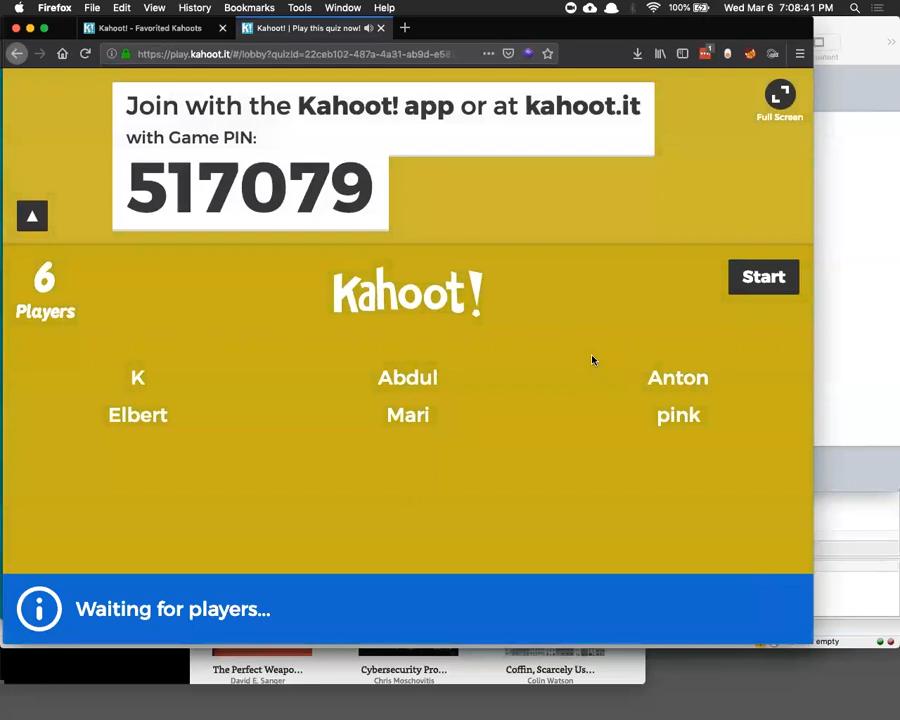 Firefox File Edit View History Bookmarks Tools Window Help 100% Wed Mar 6 7:08:41 PM
Kahoot! - Favorited Kahoots
Kahoot! | Play this quiz now!
https://play.kahoot.it/#/lobby?quizId=22ceb102-487a-4a31-ab9d-e58
Join with the Kahoot! app or at kahoot.it
with Game PIN:
517079
Full Screen
6
Players
Kahoot!
Start
K Abdul Anton
Elbert Mari pink
Waiting for players...
empty
The Perfect Weapo... Cybersecurity Pro... Coffin, Scarcely Us...
David E. Sanger Chris Moschovitis Colin Watson